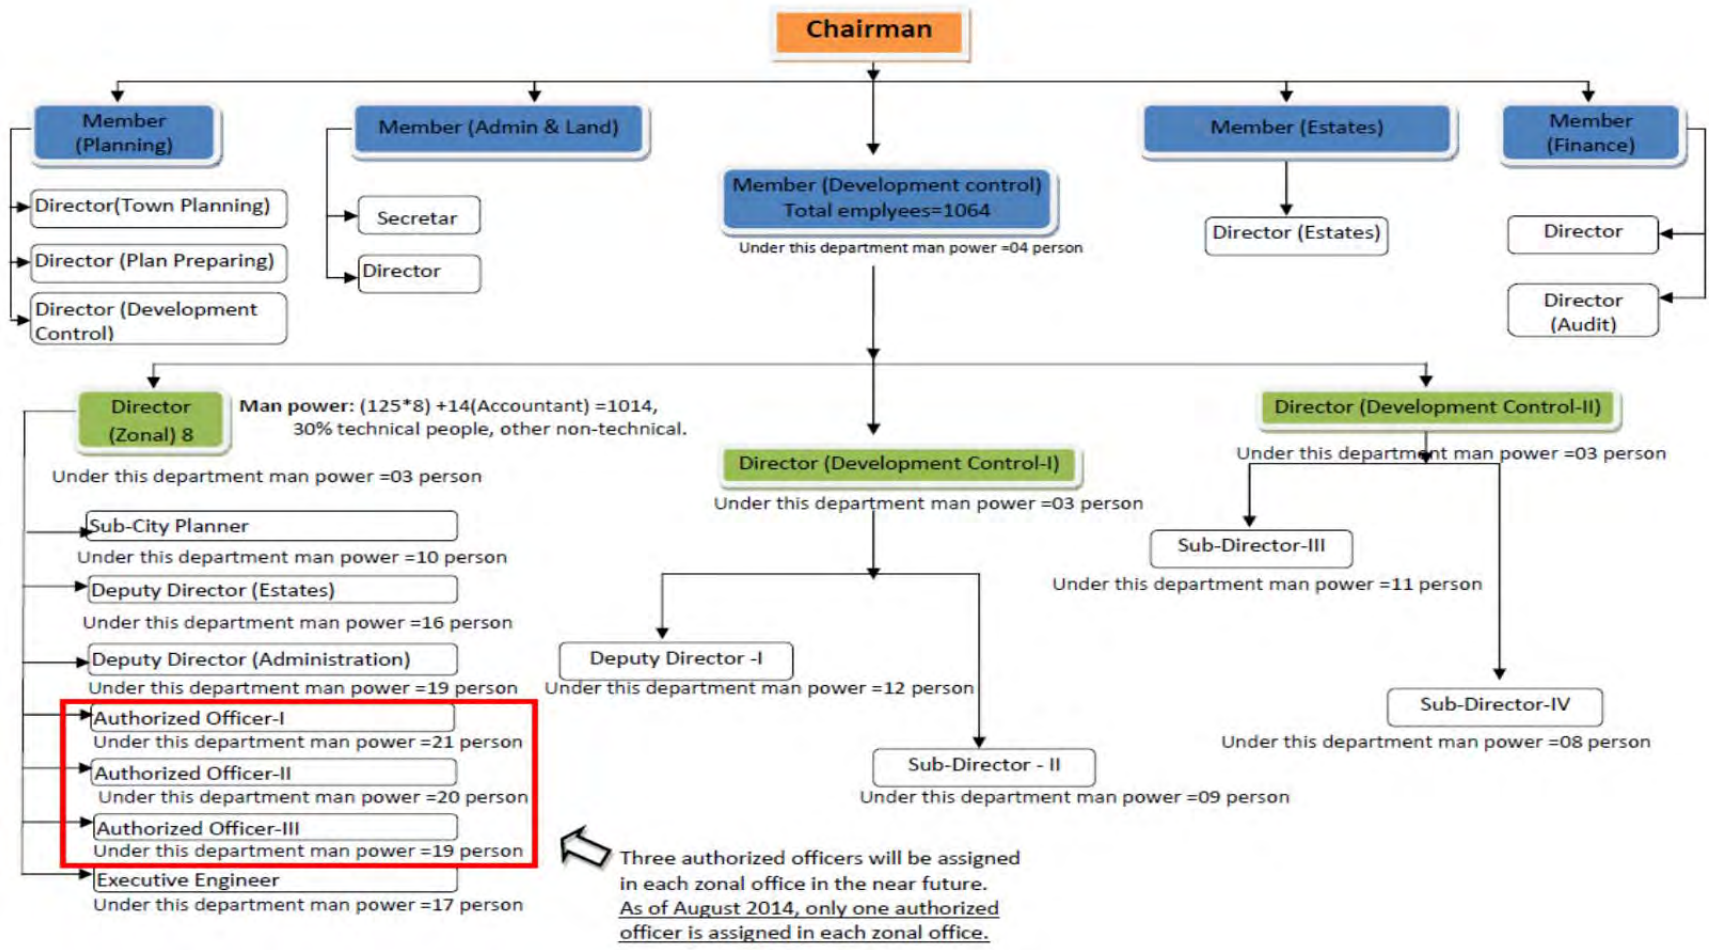 Chairman
Member
(Planning)
Member (Admin & Land)
Member (Development control)
Total emplyees=1064
Under this department man power =04 person
Member (Estates)
Member
(Finance)
Director(Town Planning)
Director (Plan Preparing)
Director (Development
Control)
Secretar
Director
Director (Estates)
Director
Director
(Audit)
Director
(Zonal) 8
Man power: (125*8) +14(Accountant) =1014,
30% technical people, other non-technical.
Under this department man power =03 person
Sub-City Planner
Under this department man power =10 person
Deputy Director (Estates)
Under this department man power =16 person
Deputy Director (Administration)
Under this department man power =19 person
Authorized Officer-I
Under this department man power =21 person
Authorized Officer-II
Under this department man power =20 person
Authorized Officer-III
Under this department man power =19 person
Executive Engineer
Under this department man power =17 person
Director (Development Control-I)
Under this department man power =03 person
Deputy Director -I
Under this department man power =12 person
Sub-Director - II
Under this department man power =09 person
Director (Development Control-II)
Under this department man power =03 person
Sub-Director-III
Under this department man power =11 person
Sub-Director-IV
Under this department man power =08 person
Three authorized officers will be assigned
in each zonal office in the near future.
As of August 2014, only one authorized
officer is assigned in each zonal office.